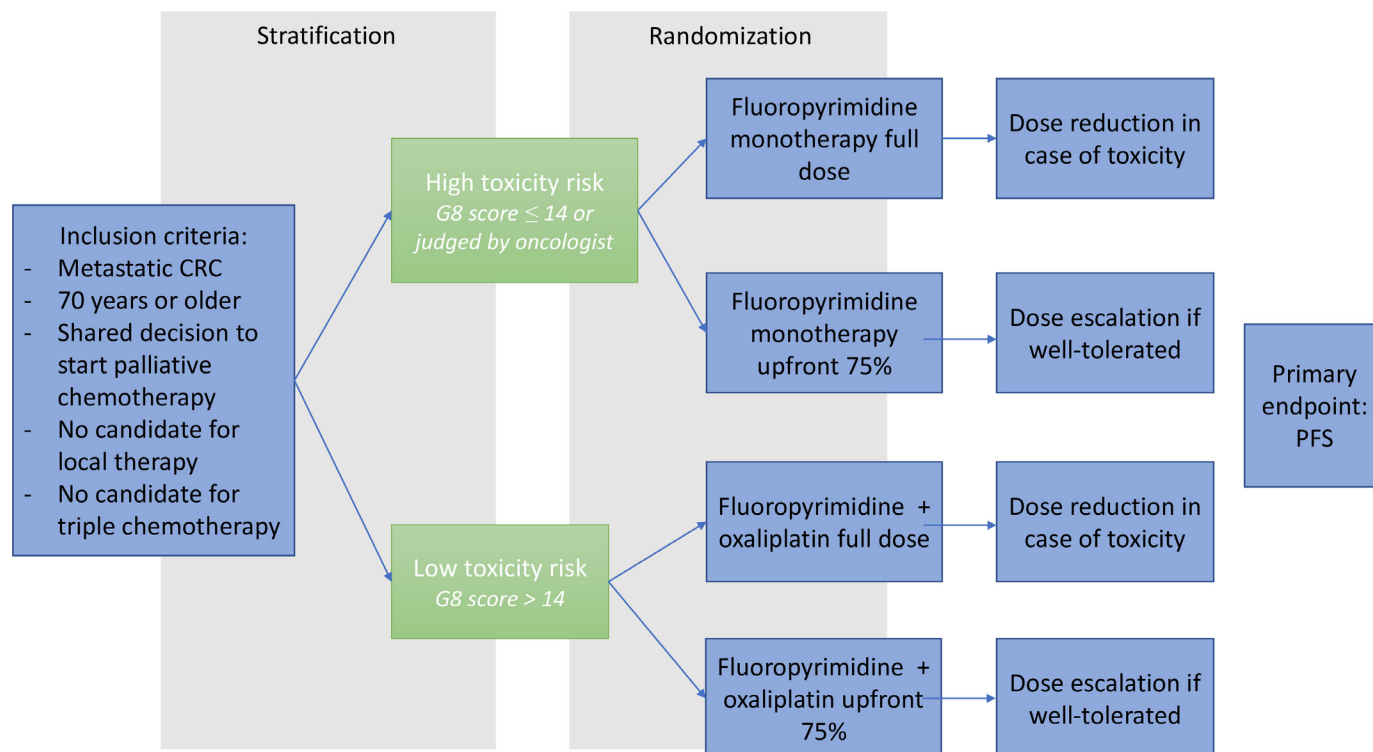 Stratification
Randomization
Inclusion criteria:
- Metastatic CRC
- 70 years or older
- Shared decision to
start palliative
chemotherapy
- No candidate for
local therapy
- No candidate for
triple chemotherapy
High toxicity risk
G8 score ≤ 14 or
judged by oncologist
Low toxicity risk
G8 score > 14
Fluoropyrimidine
monotherapy full
dose
Dose reduction in
case of toxicity
Fluoropyrimidine
monotherapy
upfront 75%
Dose escalation if
well-tolerated
Fluoropyrimidine +
oxaliplatin full dose
Dose reduction in
case of toxicity
Fluoropyrimidine +
oxaliplatin upfront
75%
Dose escalation if
well-tolerated
Primary
endpoint:
PFS